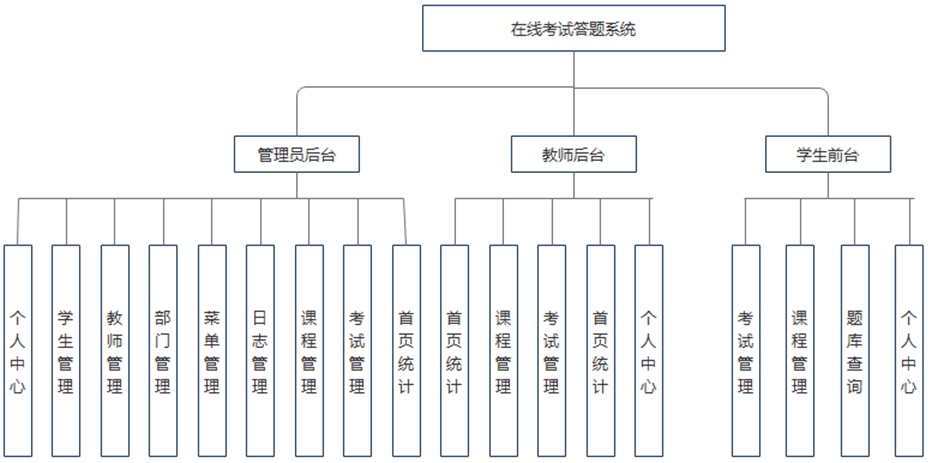 在线考试答题系统
管理员后台
教师后台
学生前台
个人中心
学生管理
教师管理
部门管理
菜单管理
日志管理
课程管理
考试管理
首页统计
首页统计
课程管理
考试管理
首页统计
个人中心
考试管理
课程管理
题库查询
个人中心